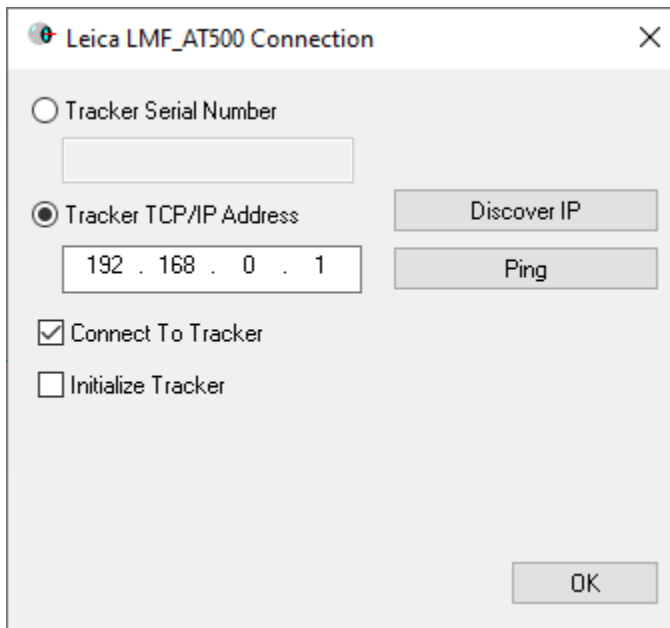 Leica LMF_AT500 Connection
Tracker Serial Number
Tracker TCP/IP Address
Discover IP
192 . 168 . 0 . 1
Ping
Connect To Tracker
Initialize Tracker
OK